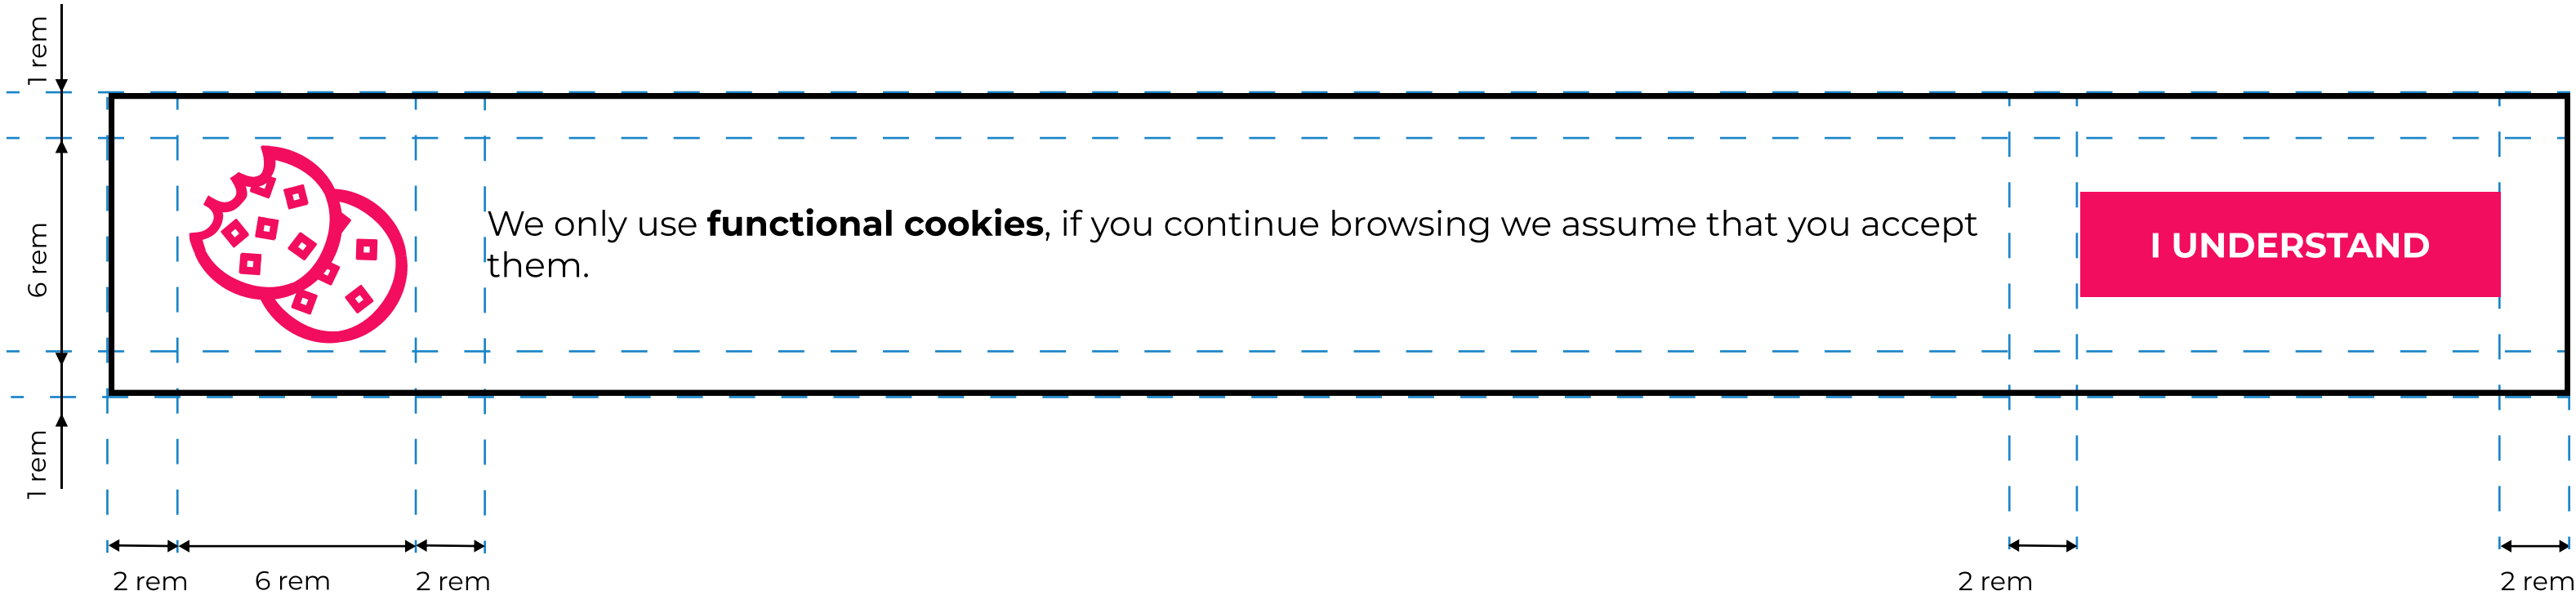 1 rem
We only use functional cookies, if you continue browsing we assume that you accept
them.
I UNDERSTAND
6 rem
1 rem
2 rem
6 rem
2 rem
2 rem
2 rem